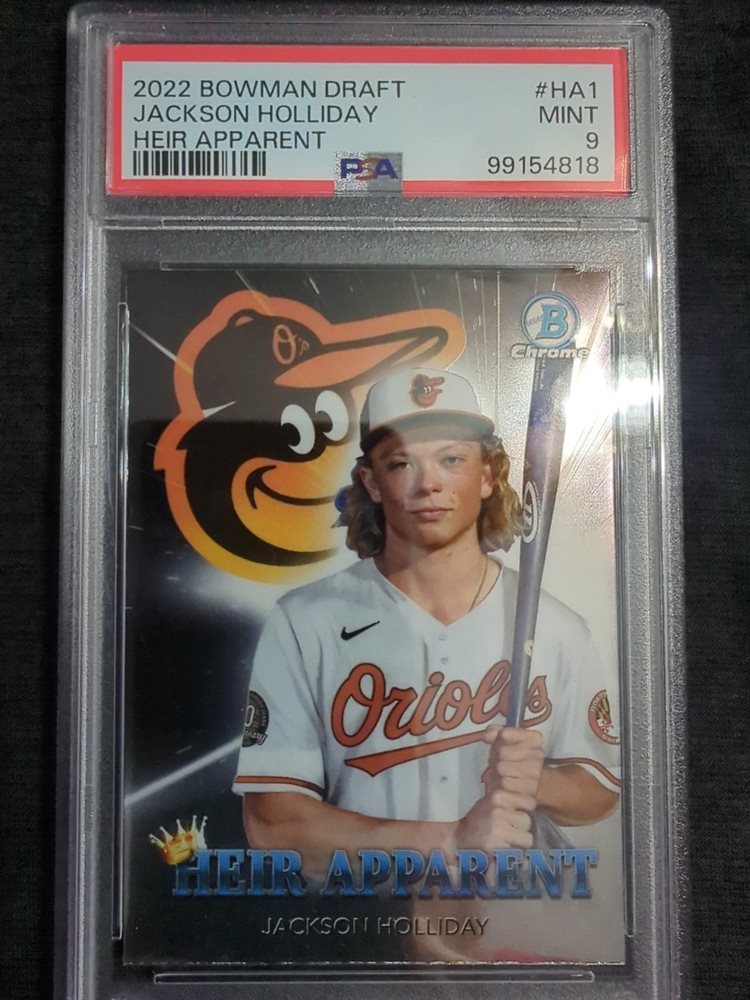 2022 BOWMAN DRAFT #HA1
JACKSON HOLLIDAY MINT
HEIR APPARENT 9
PSA 99154818
O's
B
Chrome
Orioles
HEIR APPARENT
JACKSON HOLLIDAY